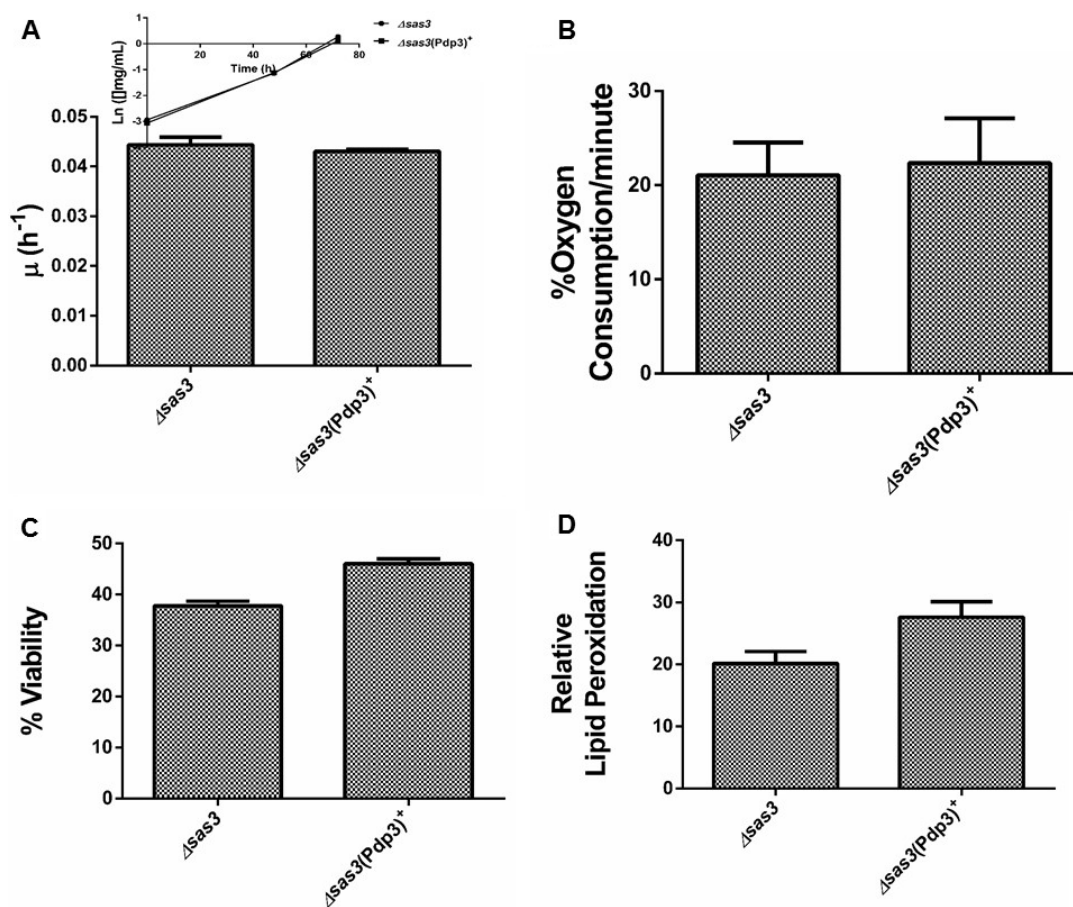 A
Ln ([]mg/mL)
1
0
-1
-2
-3
20
40
60
80
Time (h)
Δsas3
Δsas3(Pdp3)+
μ (h-1)
0.05
0.04
0.03
0.02
0.01
0.00
Δsas3
Δsas3(Pdp3)+
B
%Oxygen
Consumption/minute
30
20
10
0
Δsas3
Δsas3(Pdp3)+
C
% Viability
50
40
30
20
10
0
Δsas3
Δsas3(Pdp3)+
D
Relative
Lipid Peroxidation
40
30
20
10
0
Δsas3
Δsas3(Pdp3)+